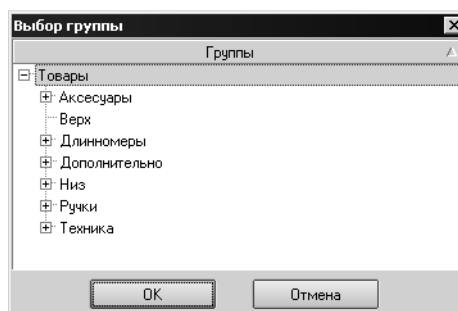 Выбор группы
Группы
Товары
Аксесуары
Верх
Длинномеры
Дополнительно
Низ
Ручки
Техника
OK
Отмена